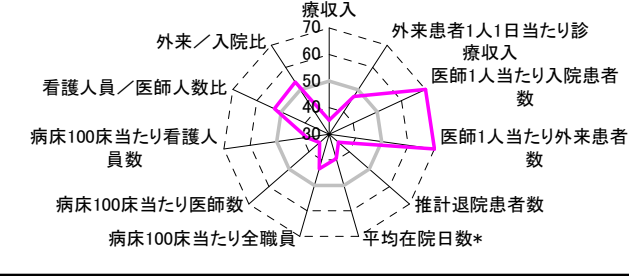 療収入
外来患者1人1日当たり診
療収入
医師1人当たり入院患者
数
医師1人当たり外来患者
数
推計退院患者数
平均在院日数*
病床100床当たり全職員
病床100床当たり医師数
病床100床当たり看護人
員数
看護人員／医師人数比
外来／入院比
70
60
50
40
30